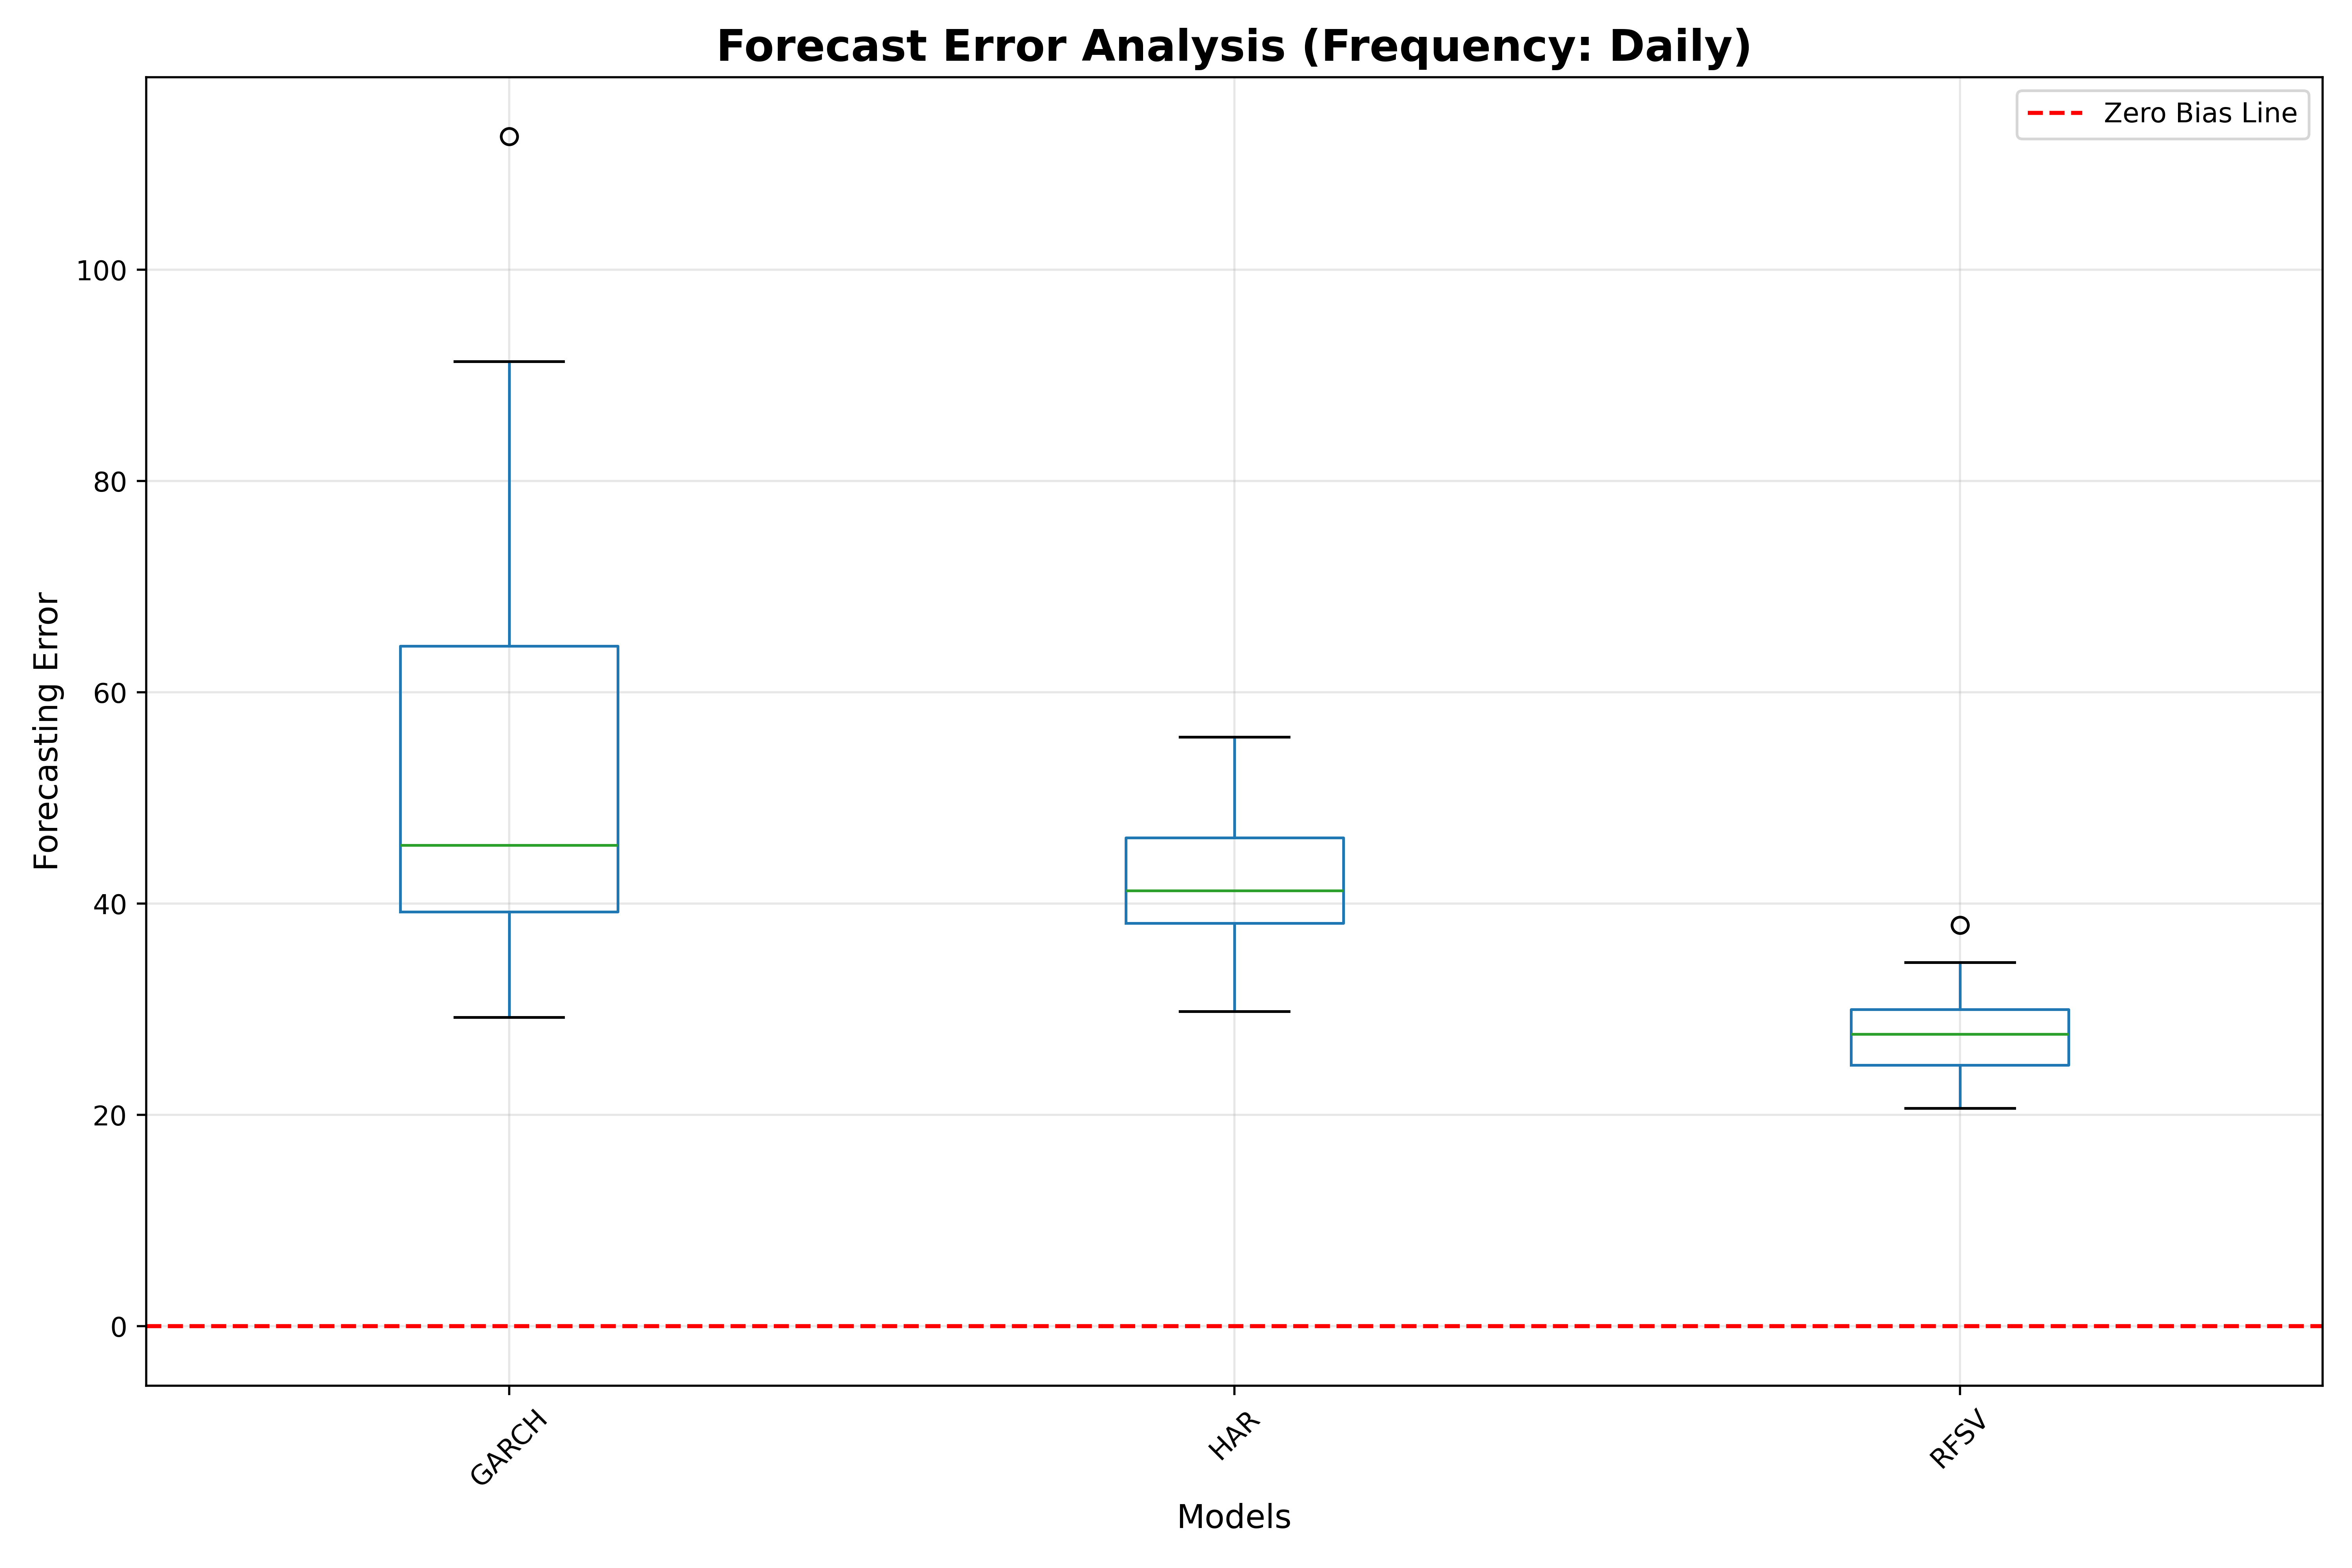 Forecast Error Analysis (Frequency: Daily)
Zero Bias Line
Forecasting Error
100
80
60
40
20
0
GARCH
HAR
RFSV
Models